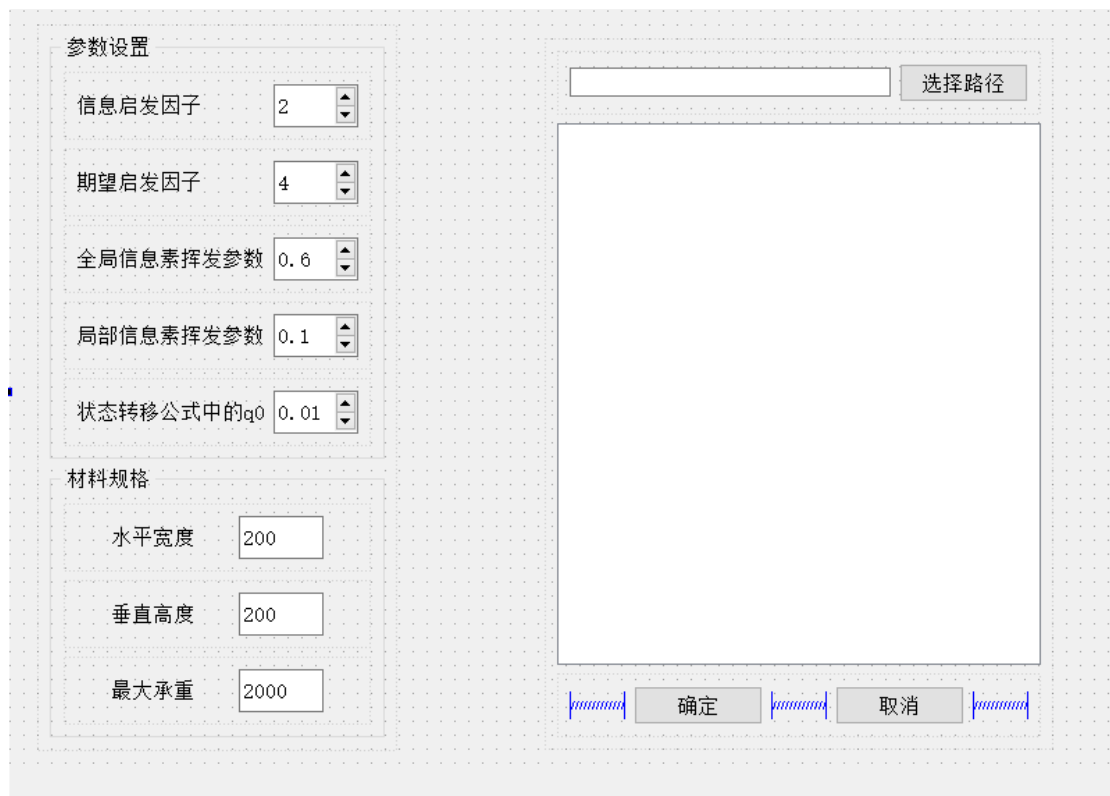 参数设置
信息启发因子 2
期望启发因子 4
全局信息素挥发参数 0.6
局部信息素挥发参数 0.1
状态转移公式中的q0 0.01
材料规格
水平宽度 200
垂直高度 200
最大承重 2000
选择路径
确定 取消